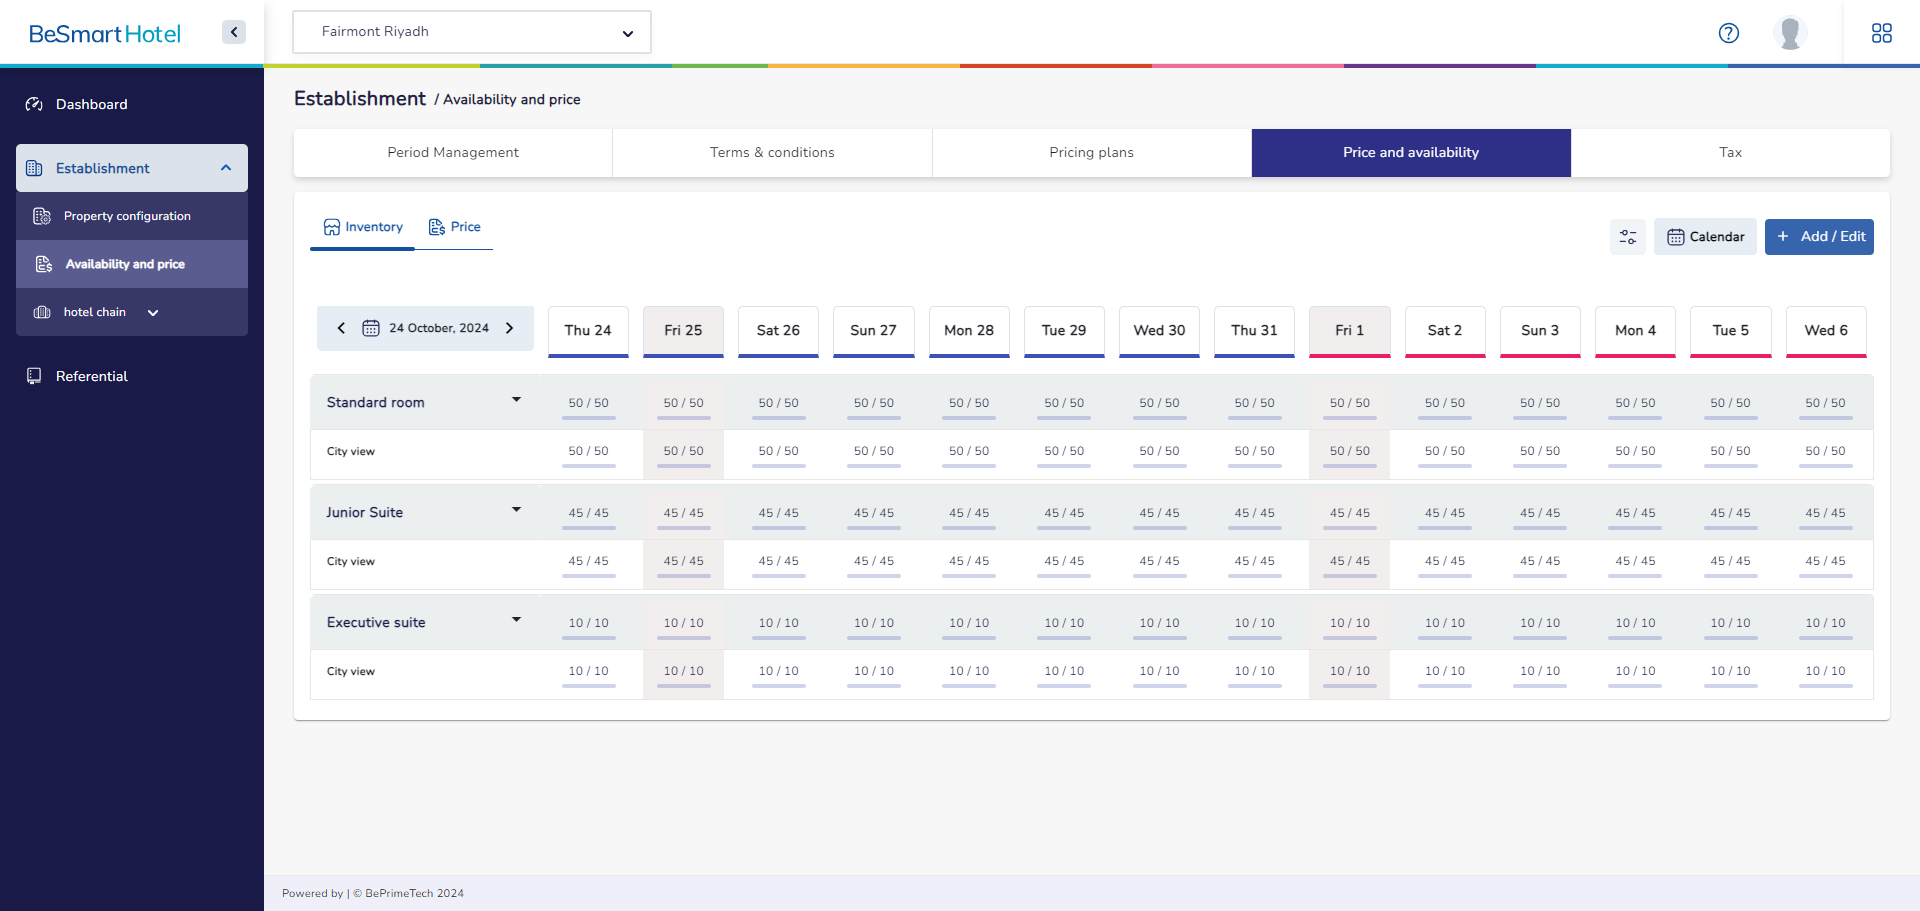 BeSmart Hotel
Fairmont Riyadh
Dashboard
Establishment
Property configuration
Availability and price
hotel chain
Referential
Establishment / Availability and price
Period Management Terms & conditions Pricing plans Price and availability Tax
Inventory Price
Calendar + Add / Edit
24 October, 2024 Thu 24 Fri 25 Sat 26 Sun 27 Mon 28 Tue 29 Wed 30 Thu 31 Fri 1 Sat 2 Sun 3 Mon 4 Tue 5 Wed 6
Standard room 50 / 50 50 / 50 50 / 50 50 / 50 50 / 50 50 / 50 50 / 50 50 / 50 50 / 50 50 / 50 50 / 50 50 / 50 50 / 50 50 / 50
City view 50 / 50 50 / 50 50 / 50 50 / 50 50 / 50 50 / 50 50 / 50 50 / 50 50 / 50 50 / 50 50 / 50 50 / 50 50 / 50 50 / 50
Junior Suite 45 / 45 45 / 45 45 / 45 45 / 45 45 / 45 45 / 45 45 / 45 45 / 45 45 / 45 45 / 45 45 / 45 45 / 45 45 / 45 45 / 45
City view 45 / 45 45 / 45 45 / 45 45 / 45 45 / 45 45 / 45 45 / 45 45 / 45 45 / 45 45 / 45 45 / 45 45 / 45 45 / 45 45 / 45
Executive suite 10 / 10 10 / 10 10 / 10 10 / 10 10 / 10 10 / 10 10 / 10 10 / 10 10 / 10 10 / 10 10 / 10 10 / 10 10 / 10 10 / 10
City view 10 / 10 10 / 10 10 / 10 10 / 10 10 / 10 10 / 10 10 / 10 10 / 10 10 / 10 10 / 10 10 / 10 10 / 10 10 / 10 10 / 10
Powered by | © BePrimeTech 2024